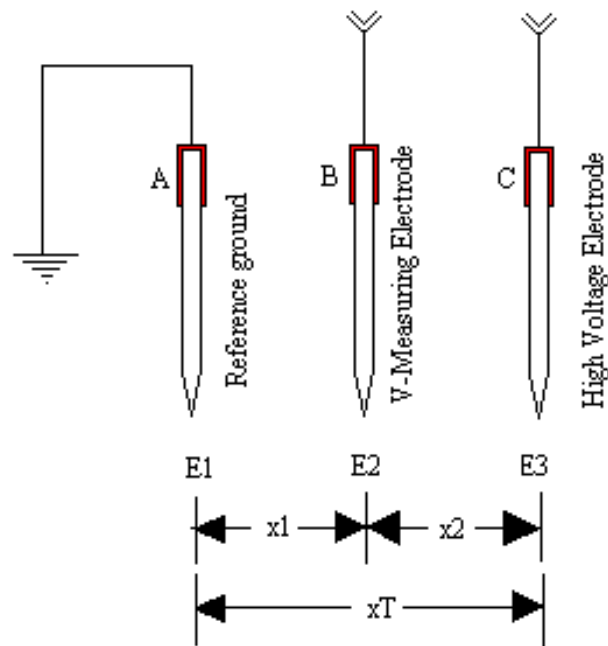 A
B
C
Reference ground
V-Measuring Electrode
High Voltage Electrode
E1
E2
E3
x1
x2
xT